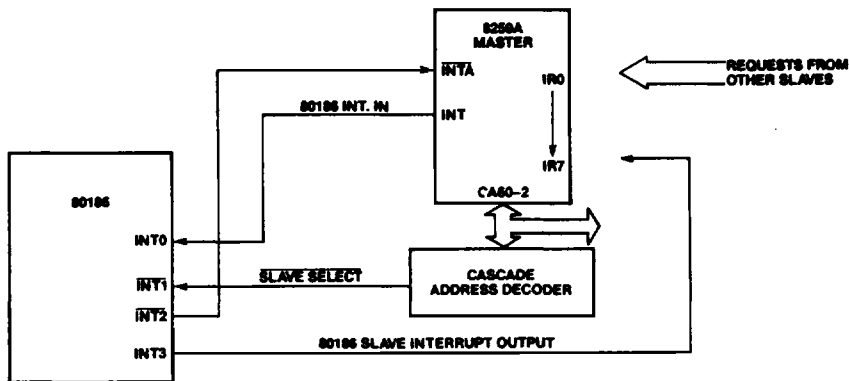 8259A
MASTER
INTA
IR0
REQUESTS FROM
OTHER SLAVES
80186 INT. IN
INT
IR7
CAS0-2
80186
INT0
INT1
SLAVE SELECT
CASCADE
ADDRESS DECODER
INT2
INT3
80186 SLAVE INTERRUPT OUTPUT